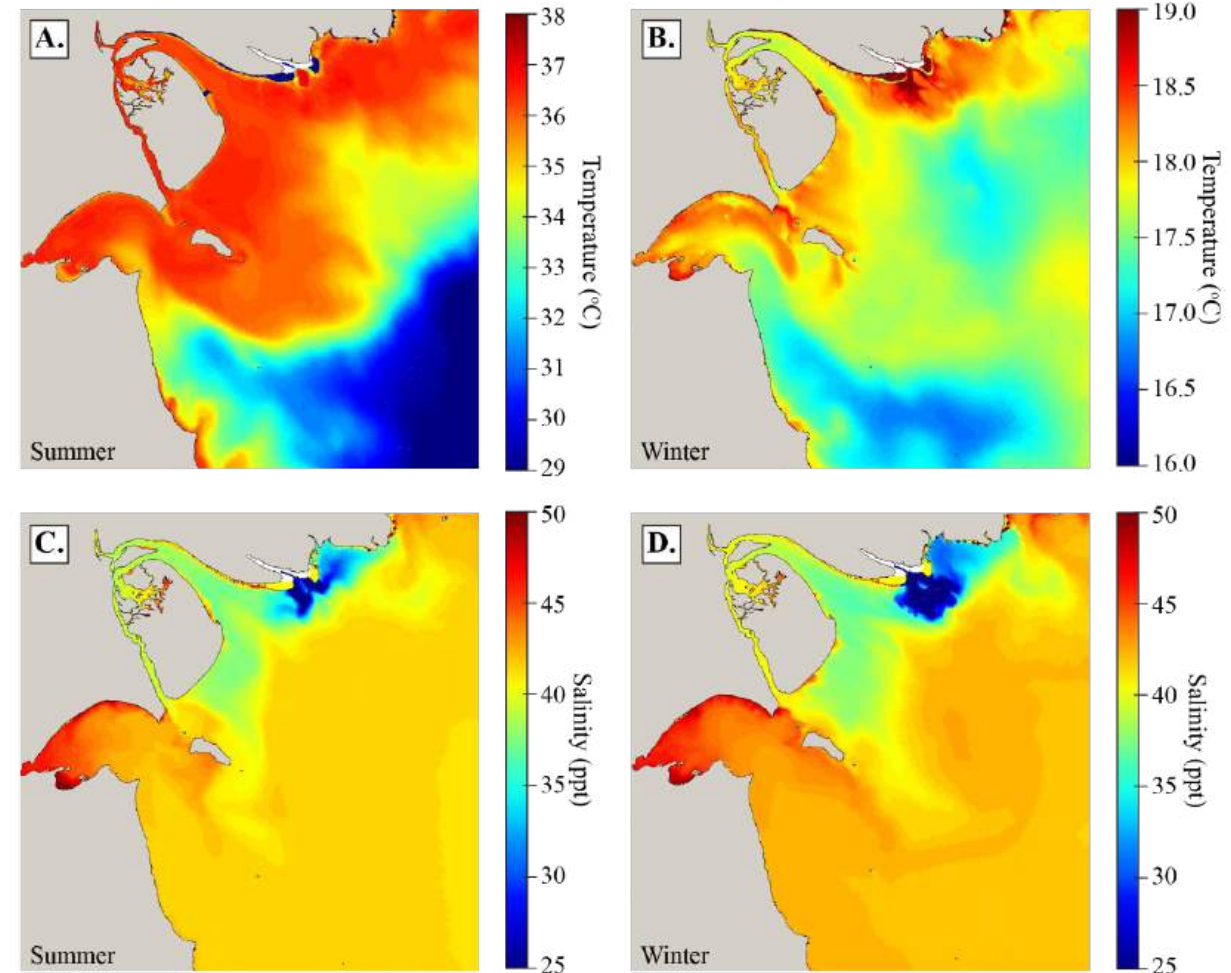 A.
Summer
38
37
36
35
34
33
32
31
30
29
Temperature (°C)
B.
Winter
19.0
18.5
18.0
17.5
17.0
16.5
16.0
Temperature (°C)
C.
Summer
50
45
40
35
30
25
Salinity (ppt)
D.
Winter
50
45
40
35
30
25
Salinity (ppt)